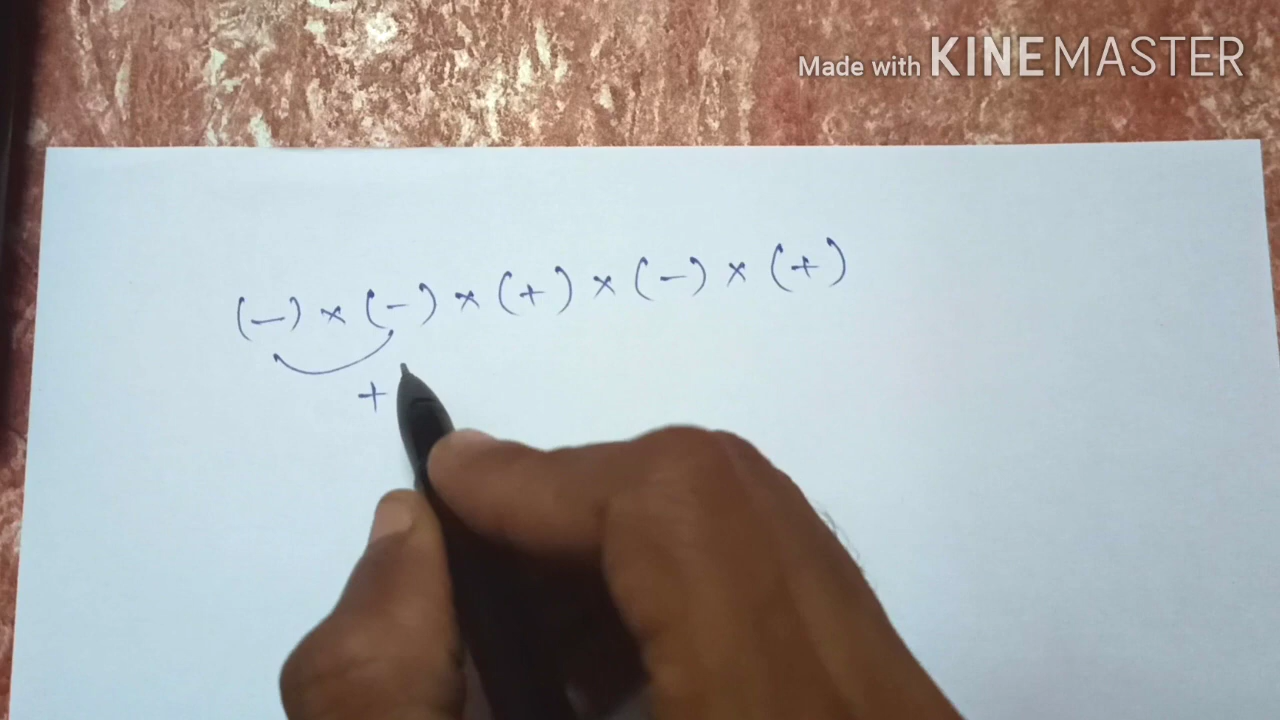 Made with KINEMASTER
(-) × (-) × (+) × (-) × (+)
+